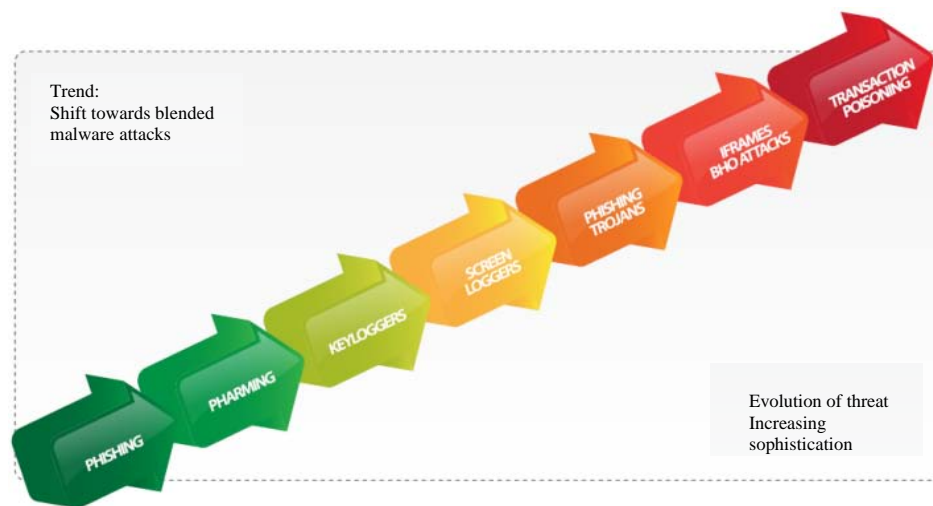 Trend:
Shift towards blended
malware attacks
PHISHING
PHARMING
KEYLOGGERS
SCREEN
LOGGERS
PHISHING
TROJANS
IFRAMES
BHO ATTACKS
TRANSACTION
POISONING
Evolution of threat
Increasing
sophistication